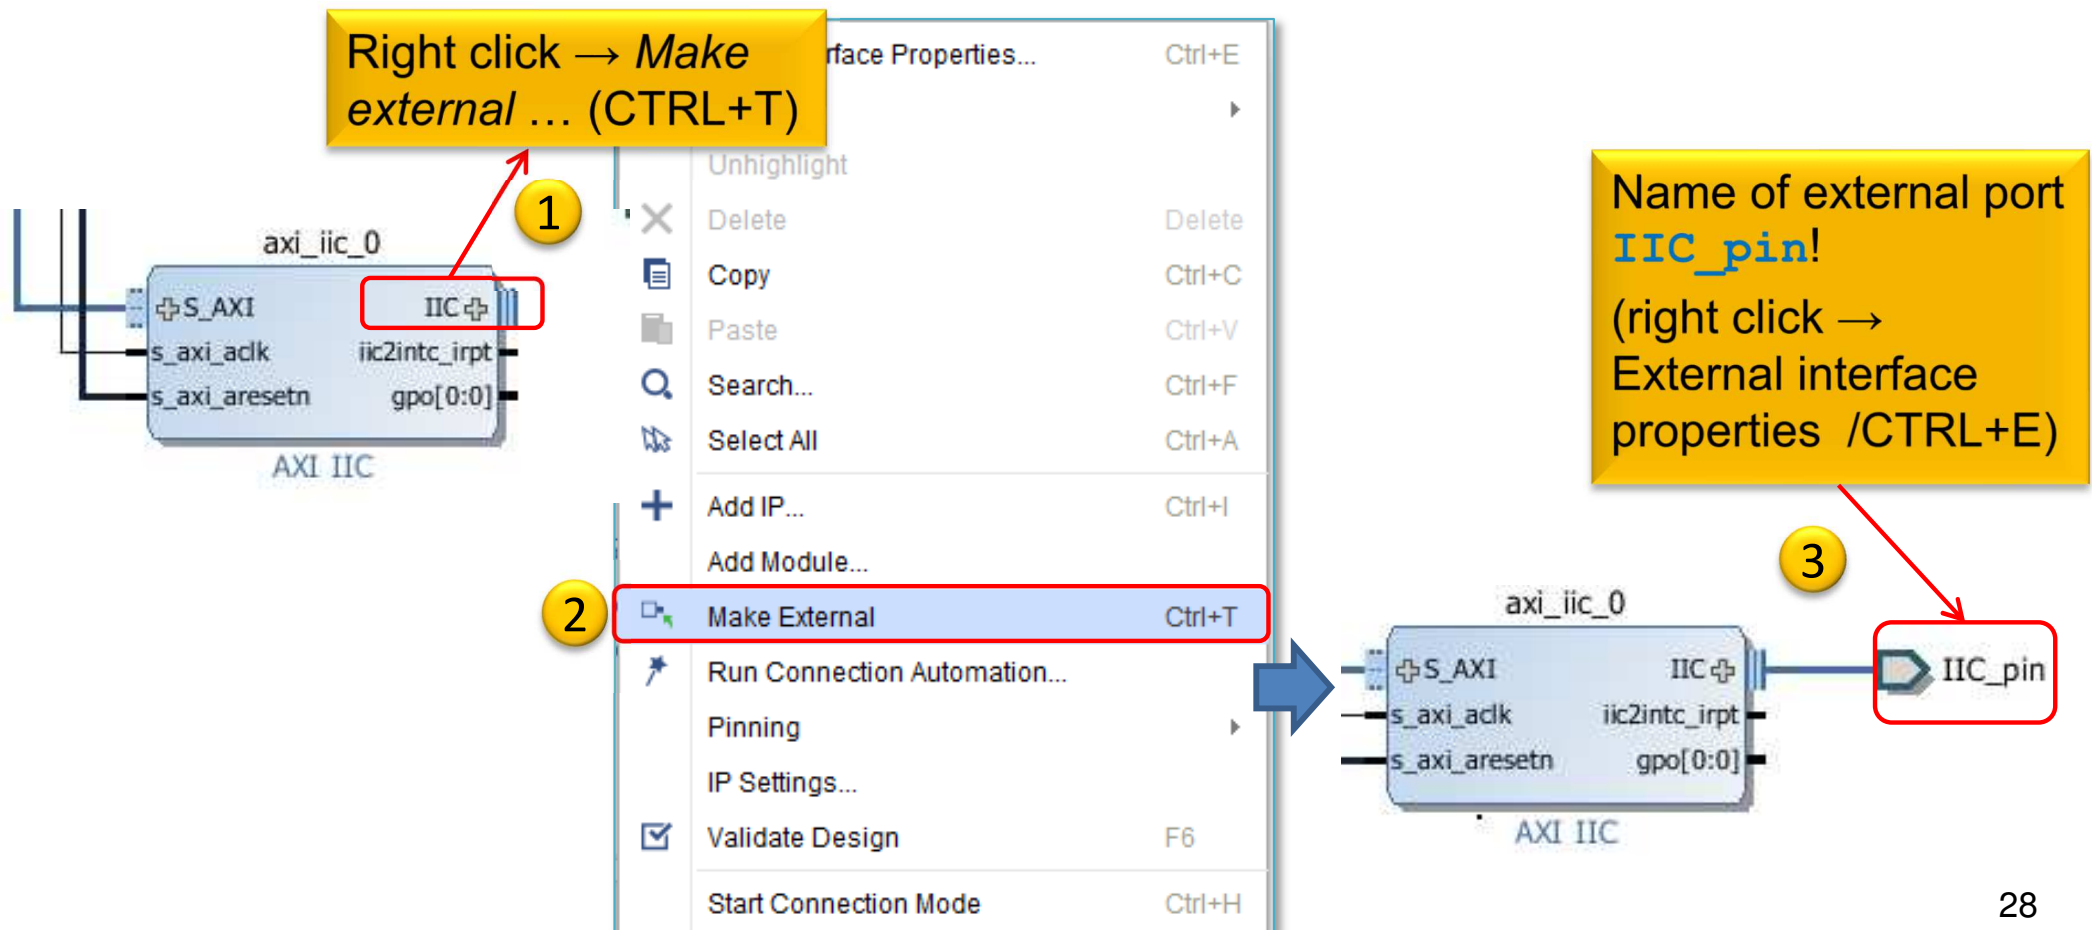 Right click → Make
external … (CTRL+T)
1
axi_iic_0
S_AXI
IIC
s_axi_aclk
iic2intc_irpt
s_axi_aresetn
gpo[0:0]
AXI IIC
rface Properties... Ctrl+E
Unhighlight
Delete Delete
Copy Ctrl+C
Paste Ctrl+V
Search... Ctrl+F
Select All Ctrl+A
Add IP... Ctrl+I
Add Module...
2
Make External Ctrl+T
Run Connection Automation...
Pinning
IP Settings...
Validate Design F6
Start Connection Mode Ctrl+H
Name of external port
IIC_pin!
(right click →
External interface
properties /CTRL+E)
3
axi_iic_0
S_AXI
IIC
IIC_pin
s_axi_aclk
iic2intc_irpt
s_axi_aresetn
gpo[0:0]
AXI IIC
28